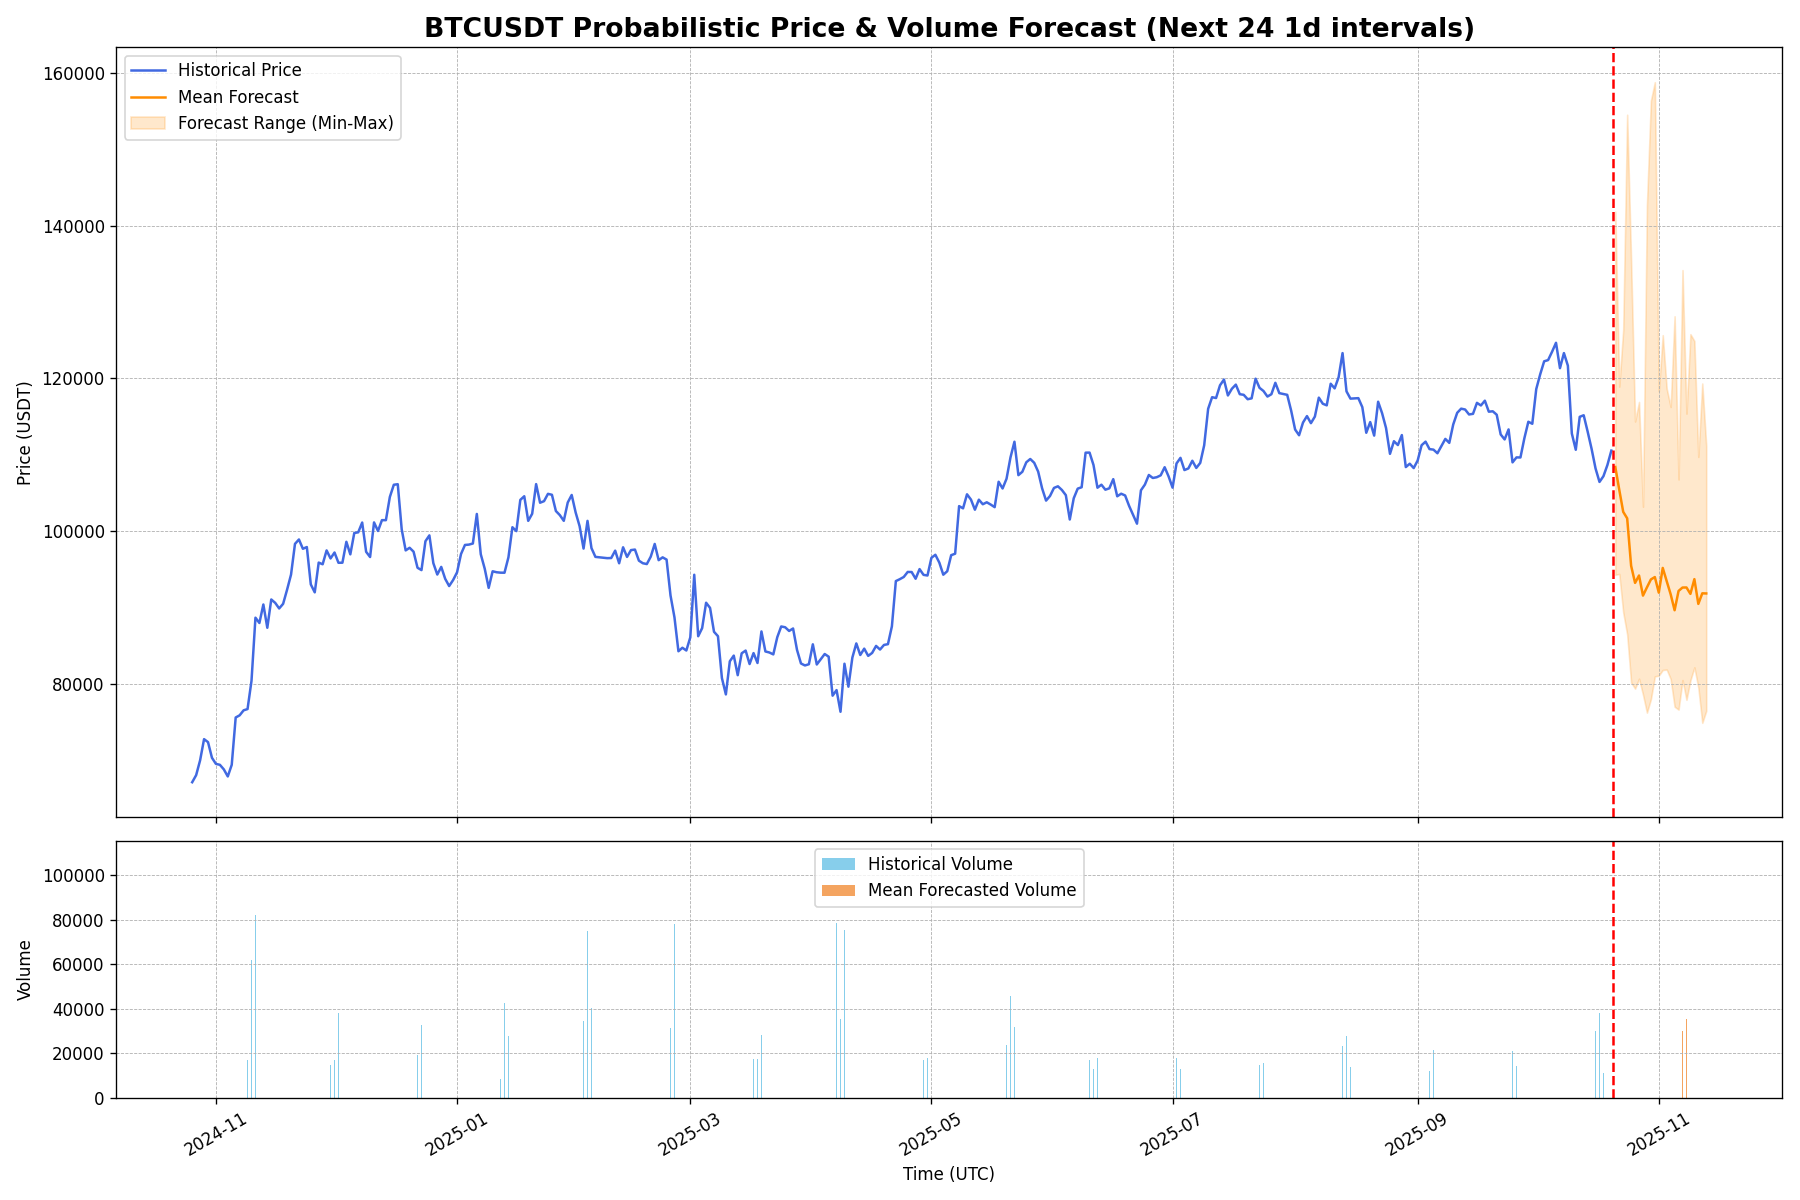 BTCUSDT Probabilistic Price & Volume Forecast (Next 24 1d intervals)
Historical Price
Mean Forecast
Forecast Range (Min-Max)
160000
140000
120000
100000
80000
Price (USDT)
Historical Volume
Mean Forecasted Volume
100000
80000
60000
40000
20000
0
Volume
2024-11
2025-01
2025-03
2025-05
2025-07
2025-09
2025-11
Time (UTC)